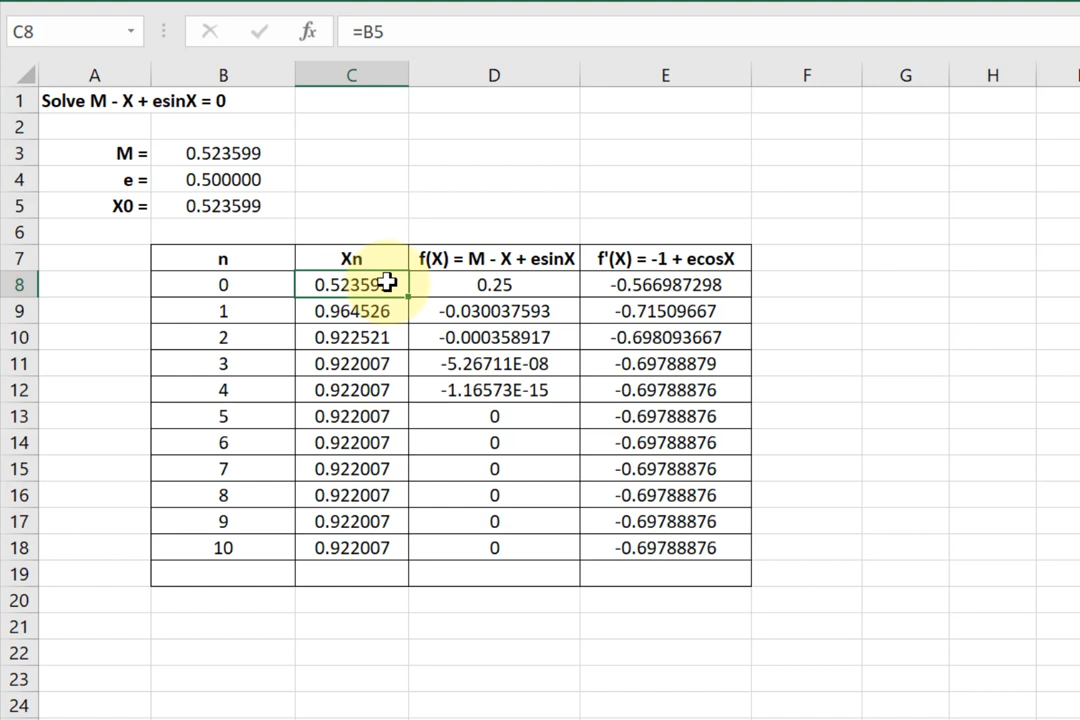 C8 fx =B5
A B C D E F G H
1 Solve M - X + esinX = 0
2
3 M = 0.523599
4 e = 0.500000
5 X0 = 0.523599
6
7 n Xn f(X) = M - X + esinX f'(X) = -1 + ecosX
8 0 0.25 -0.566987298
9 1 0.964526 -0.030037593 -0.71509667
10 2 0.922521 -0.000358917 -0.698093667
11 3 0.922007 -5.26711E-08 -0.69788879
12 4 0.922007 -1.16573E-15 -0.69788876
13 5 0.922007 0 -0.69788876
14 6 0.922007 0 -0.69788876
15 7 0.922007 0 -0.69788876
16 8 0.922007 0 -0.69788876
17 9 0.922007 0 -0.69788876
18 10 0.922007 0 -0.69788876
19
20
21
22
23
24